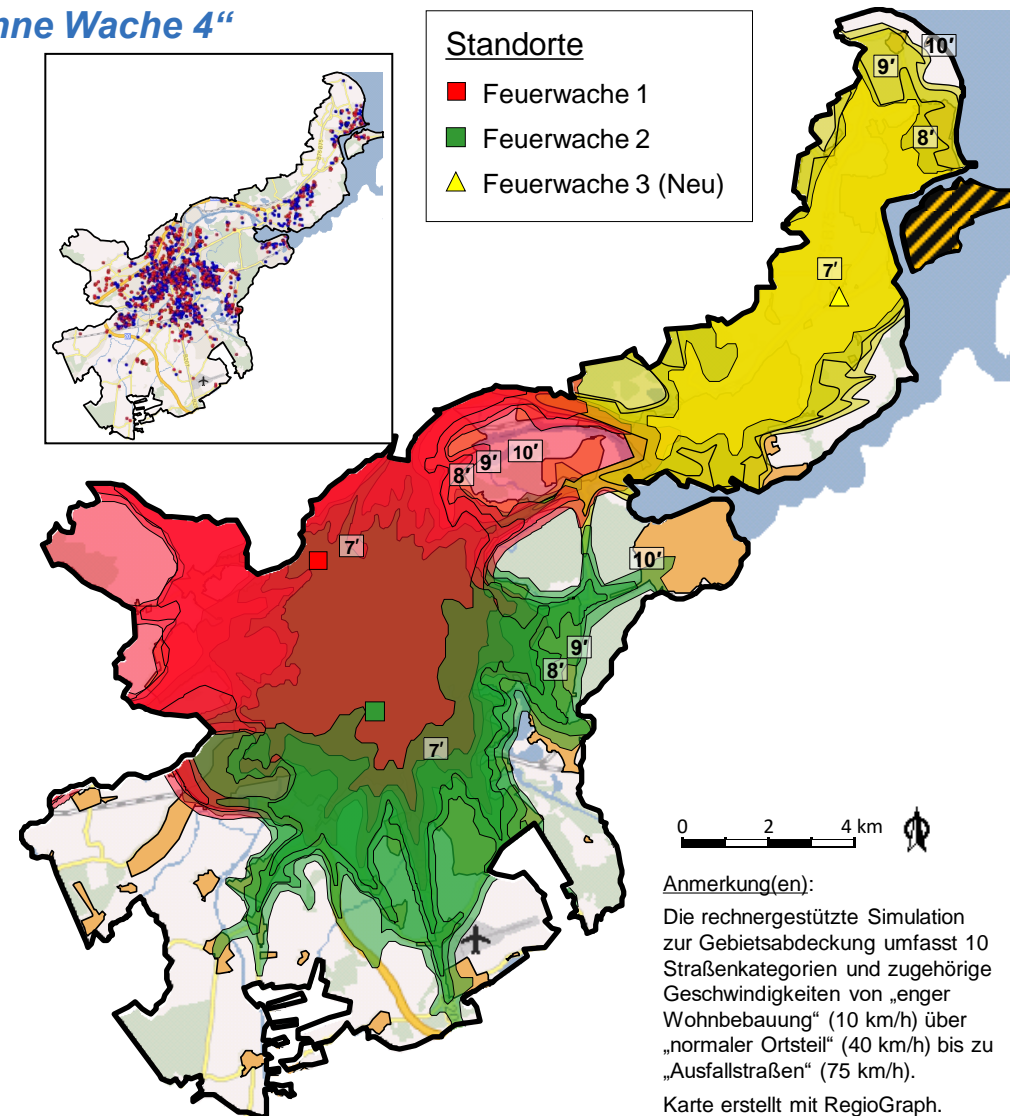 nne Wache 4“
Standorte
Feuerwache 1
Feuerwache 2
Feuerwache 3 (Neu)
10′
9′
8′
7′
8′
9′
10′
7′
10′
9′
8′
7′
0 2 4 km
Anmerkung(en):
Die rechnergestützte Simulation
zur Gebietsabdeckung umfasst 10
Straßenkategorien und zugehörige
Geschwindigkeiten von „enger
Wohnbebauung“ (10 km/h) über
„normaler Ortsteil“ (40 km/h) bis zu
„Ausfallstraßen“ (75 km/h).
Karte erstellt mit RegioGraph.